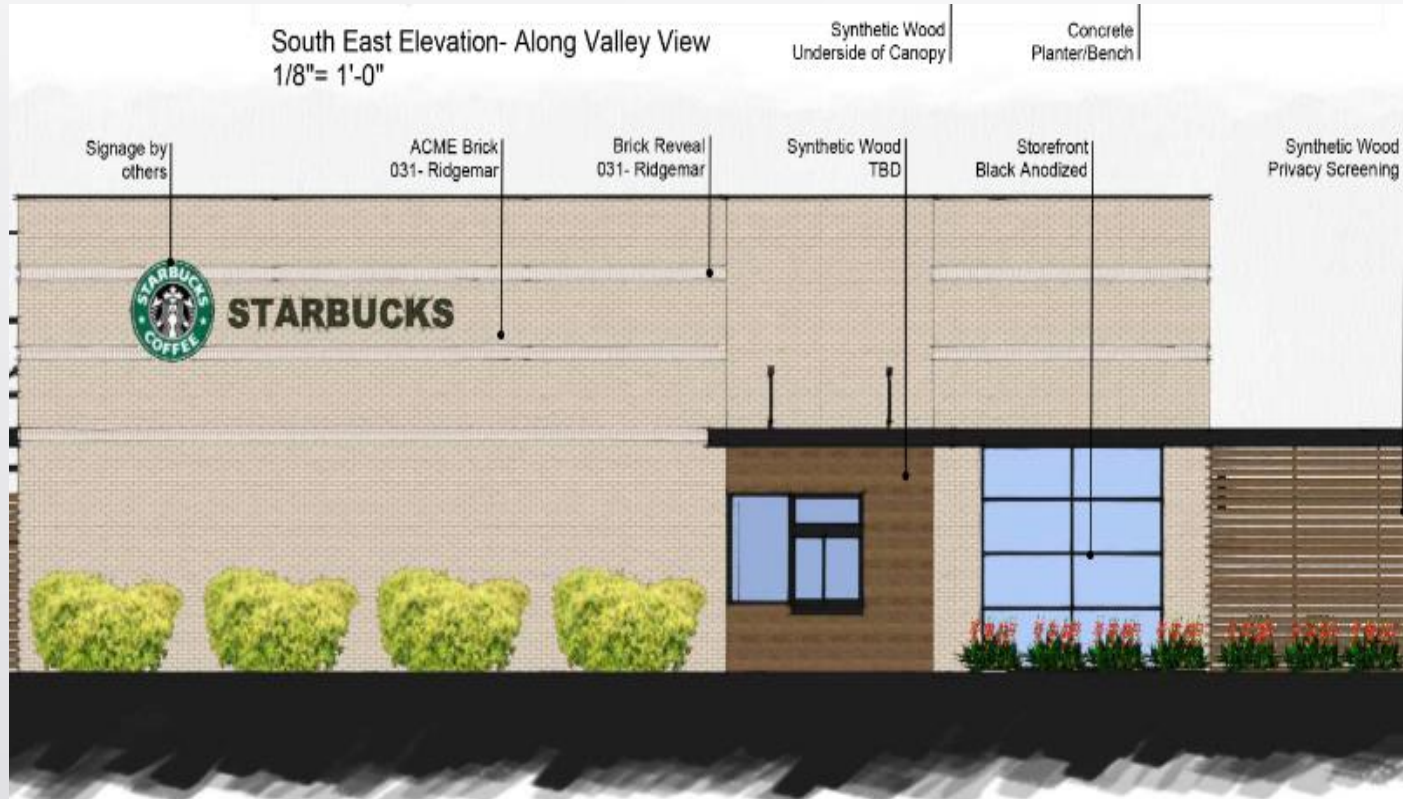 South East Elevation- Along Valley View
1/8"= 1'-0"
Synthetic Wood
Underside of Canopy
Concrete
Planter/Bench
Signage by
others
ACME Brick
031- Ridgemar
Brick Reveal
031- Ridgemar
Synthetic Wood
TBD
Storefront
Black Anodized
Synthetic Wood
Privacy Screening
STARBUCKS
COFFEE
STARBUCKS